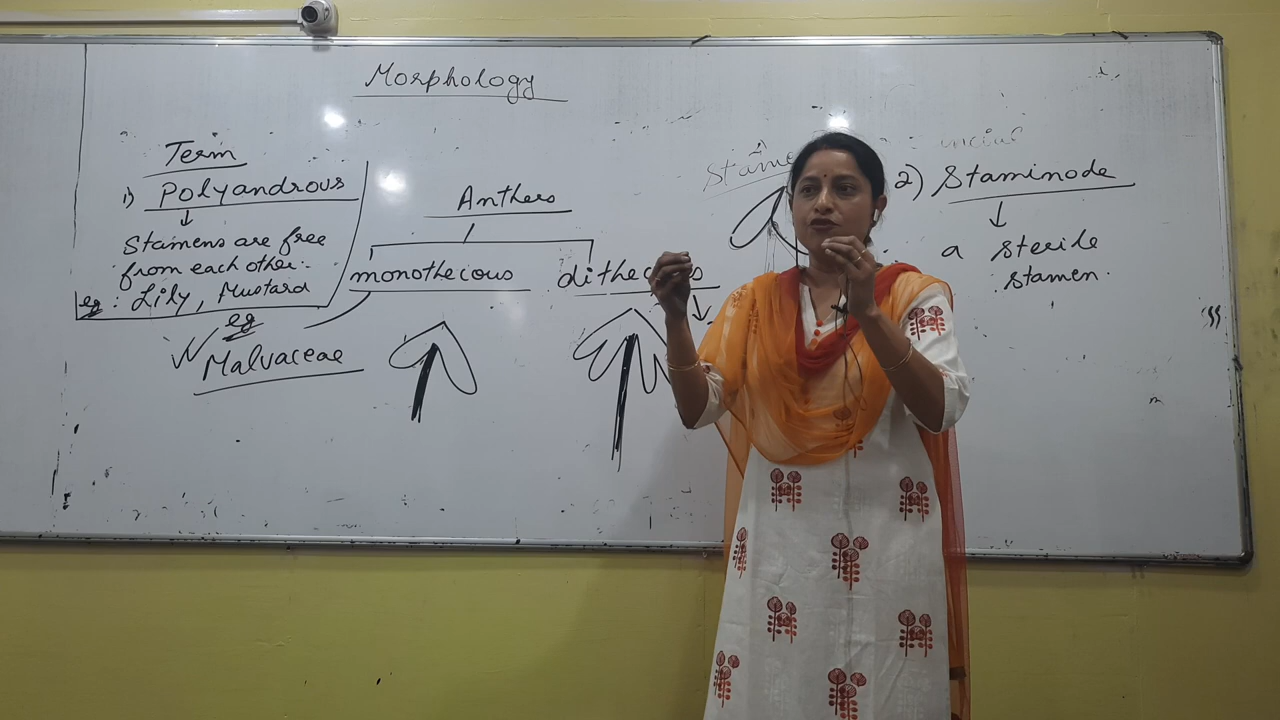 Morphology
Term
1) Polyandrous
↓
Stamens are free
from each other:-
eg: Lily, Mustard
Anthers
monothecious
eg
Malvaceae
2) Staminode
↓
a sterile
stamen.